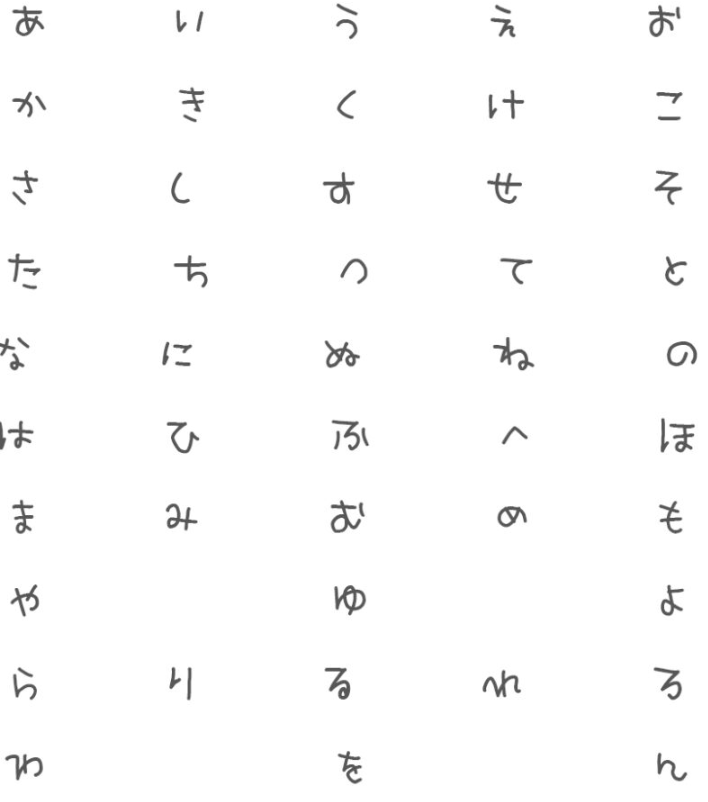 あ い う え お
か き く け こ
さ し す せ そ
た ち つ て と
な に ぬ ね の
は ひ ふ へ ほ
ま み む め も
や ゆ よ
ら り る れ ろ
わ を ん